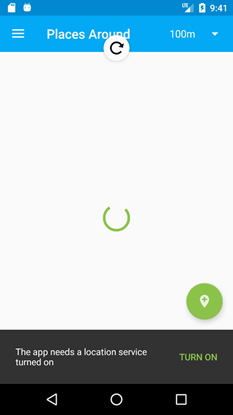 9:41
Places Around
100m
The app needs a location service
turned on
TURN ON